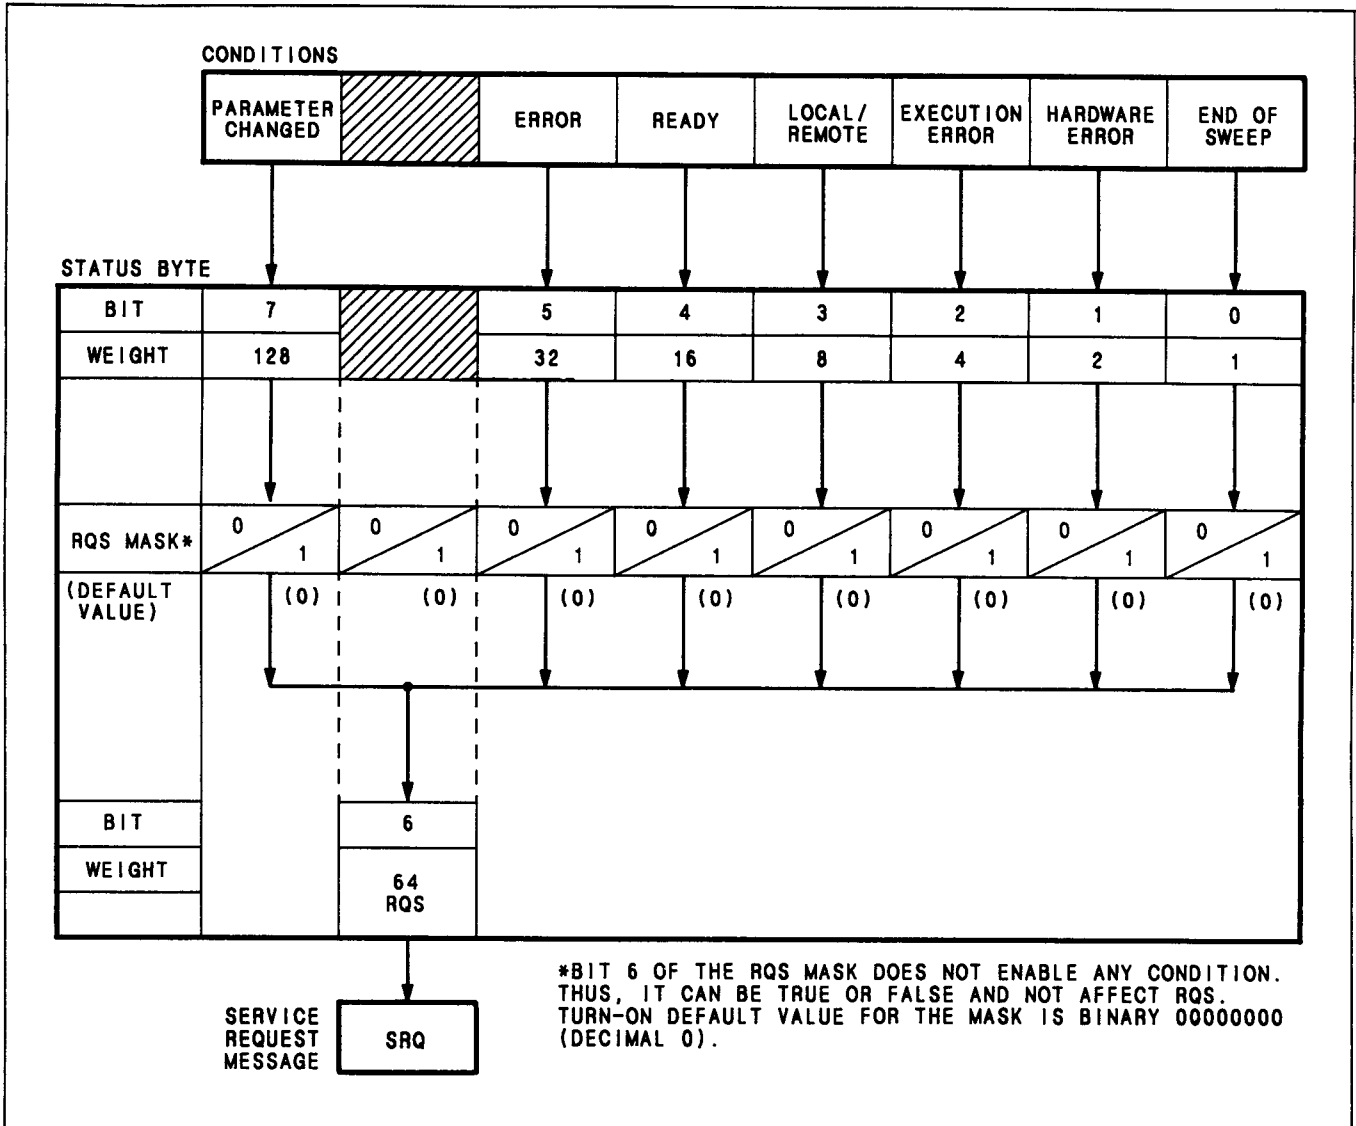 CONDITIONS
PARAMETER CHANGED ERROR READY LOCAL/ REMOTE EXECUTION ERROR HARDWARE ERROR END OF SWEEP
STATUS BYTE
BIT 7 5 4 3 2 1 0
WEIGHT 128 32 16 8 4 2 1
RQS MASK* 0 1 0 1 0 1 0 1 0 1 0 1 0 1 0 1
(DEFAULT VALUE) (0) (0) (0) (0) (0) (0) (0) (0)
BIT 6
WEIGHT 64 RQS
SERVICE REQUEST MESSAGE SRQ
*BIT 6 OF THE RQS MASK DOES NOT ENABLE ANY CONDITION.
THUS, IT CAN BE TRUE OR FALSE AND NOT AFFECT RQS.
TURN-ON DEFAULT VALUE FOR THE MASK IS BINARY 00000000
(DECIMAL 0).